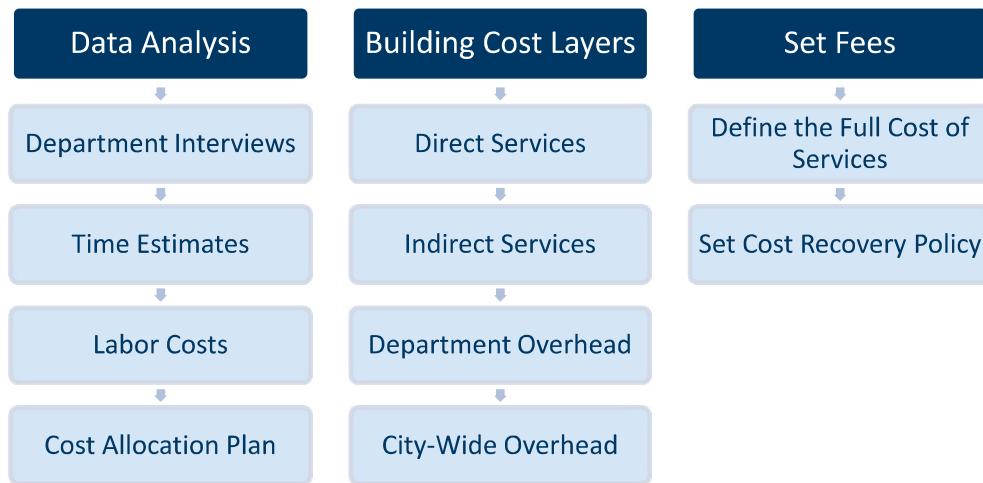 Data Analysis
Department Interviews
Time Estimates
Labor Costs
Cost Allocation Plan
Building Cost Layers
Direct Services
Indirect Services
Department Overhead
City-Wide Overhead
Set Fees
Define the Full Cost of
Services
Set Cost Recovery Policy